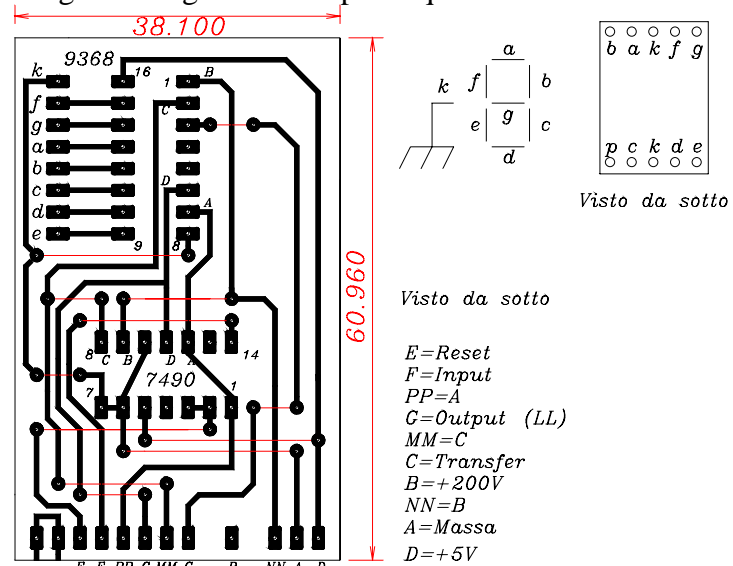 38.100
9368
k 16 1 B
f C
g
a
b
c D
d A
e 9 8
60.960
8 C B D A 14
7490
7 1
a
k f b
g
e c
d
b a k f g
p c k d e
Visto da sotto
Visto da sotto
E=Reset
F=Input
PP=A
G=Output (LL)
MM=C
C=Transfer
B=+200V
NN=B
A=Massa
D=+5V